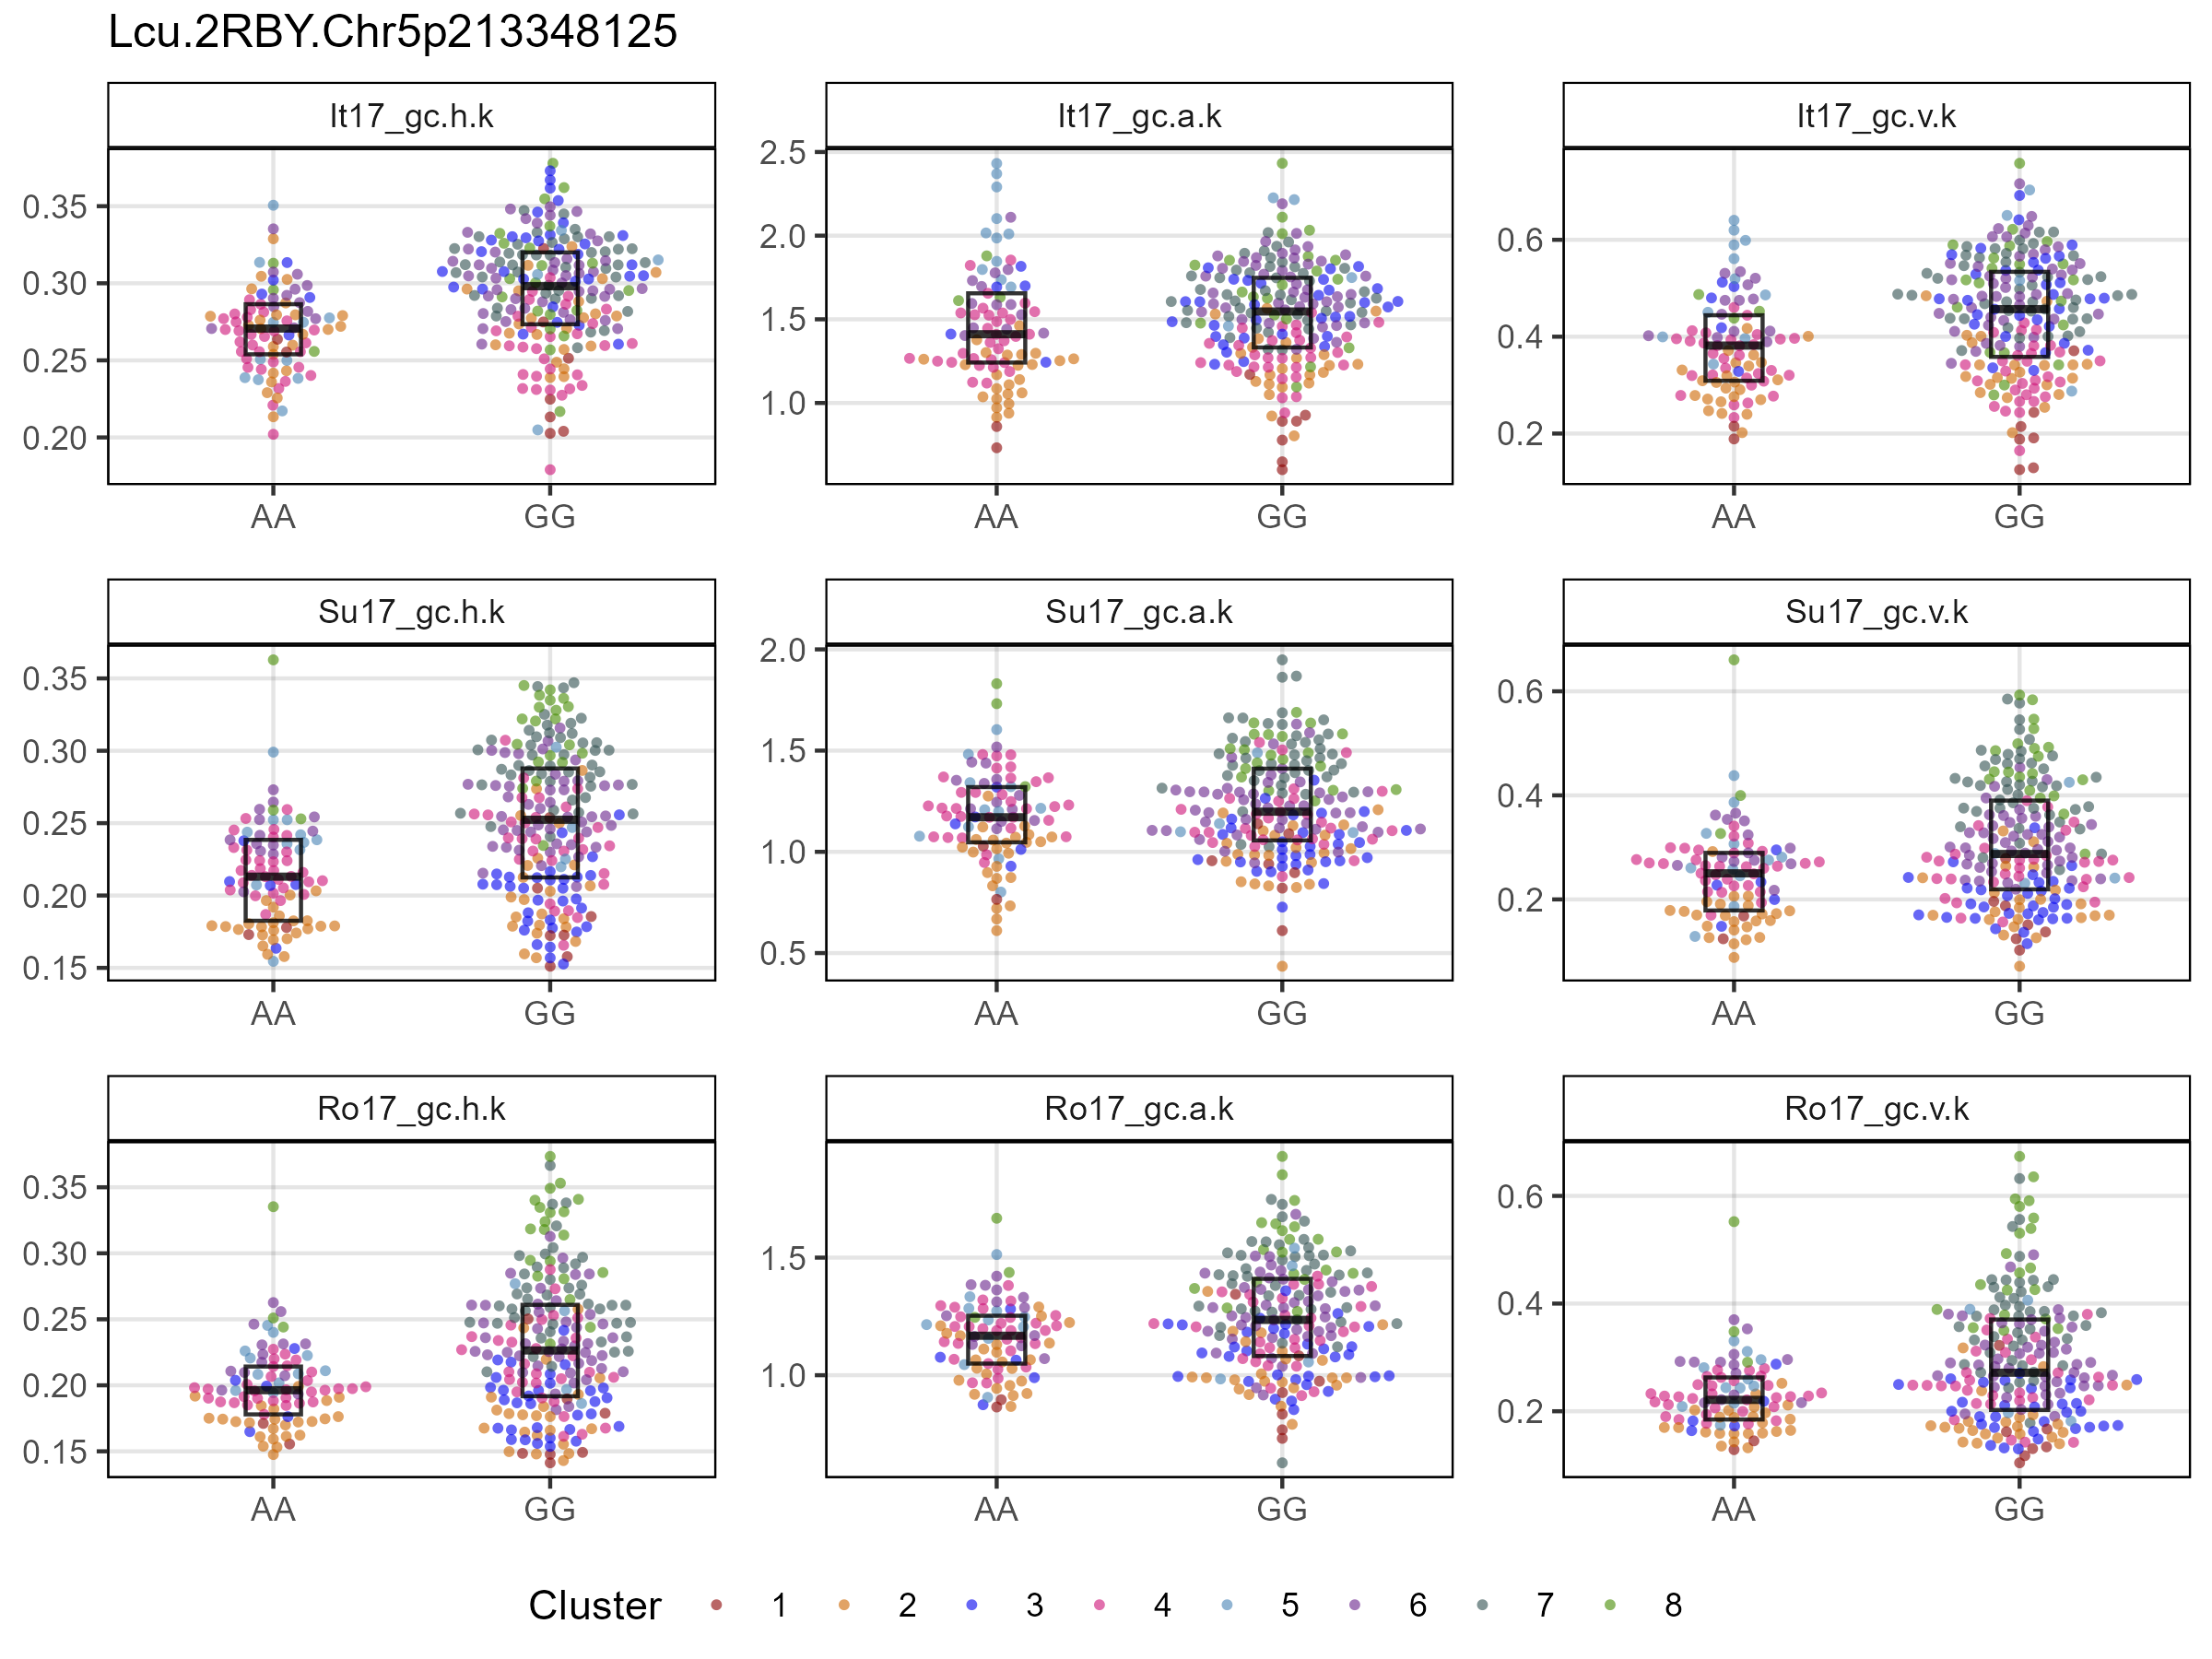 Lcu.2RBY.Chr5p213348125
It17_gc.h.k
It17_gc.a.k
It17_gc.v.k
0.35
0.30
0.25
0.20
2.5
2.0
1.5
1.0
0.6
0.4
0.2
AA GG
AA GG
AA GG
Su17_gc.h.k
Su17_gc.a.k
Su17_gc.v.k
0.35
0.30
0.25
0.20
0.15
2.0
1.5
1.0
0.5
0.6
0.4
0.2
AA GG
AA GG
AA GG
Ro17_gc.h.k
Ro17_gc.a.k
Ro17_gc.v.k
0.35
0.30
0.25
0.20
0.15
1.5
1.0
0.6
0.4
0.2
AA GG
AA GG
AA GG
Cluster 1 2 3 4 5 6 7 8